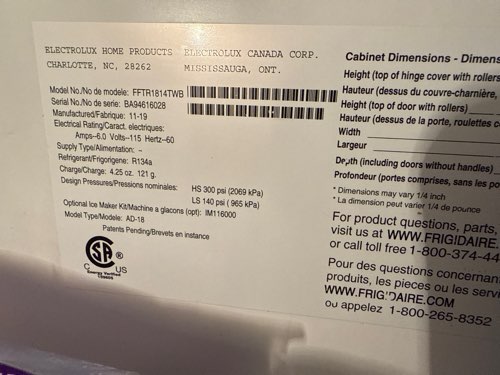 ELECTROLUX HOME PRODUCTS ELECTROLUX CANADA CORP.
CHARLOTTE, NC, 28262 MISSISSAUGA, ONT.
Model No./No de modele: FFTR1814TWB
Serial No./No de série: BA94616028
Manufactured/Fabrique: 11-19
Electrical Rating/Caract. electriques:
Amps--6.0 Volts--115 Hertz--60
Supply Type/Alimentation: --
Refrigerant/Frigorigene: R134a
Charge/Charge: 4.25 oz. 121 g.
Design Pressures/Pressions nominales: HS 300 psi (2069 kPa)
LS 140 psi ( 965 kPa)
Optional Ice Maker Kit/Machine a glacons (opt): IM116000
Model Type/Modele: AD-18
Patents Pending/Brevets en instance
SA
®
C US
Energy Verified
Cabinet Dimensions - Dimens
Height (top of hinge cover with rollers
Hauteur (dessus du couvre-charnière,
Height (top of door with rollers)
Hauteur (dessus de la porte, roulettes c
Width
Largeur
Depth (including doors without handles)
Profondeur (portes comprises, sans les po
* Dimensions may vary 1/4 inch
* La dimension peut varier 1/4 de pouce
For product questions, parts,
visit us at WWW.FRIGIDAIRE.
or call toll free 1-800-374-44
Pour des questions concernan
produits, les pieces ou les servi
WWW.FRIGIDAIRE.COM
ou appelez 1-800-265-8352